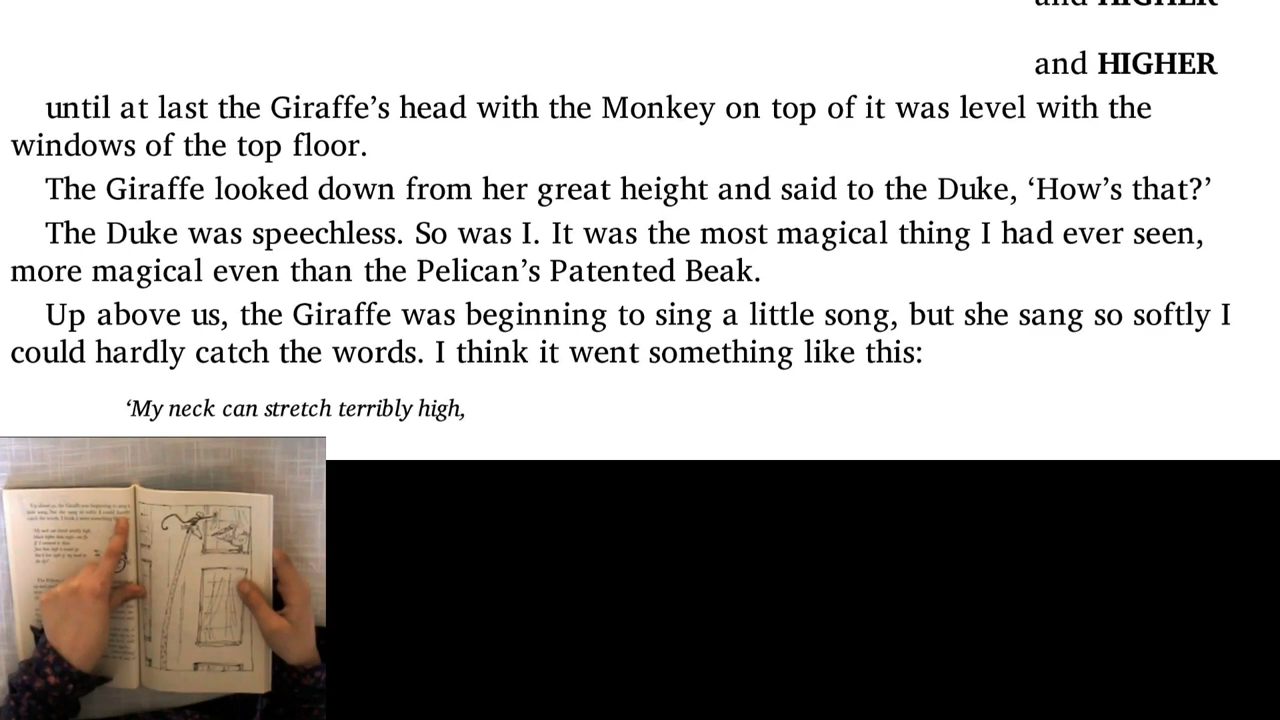 and HIGHER
and HIGHER
until at last the Giraffe’s head with the Monkey on top of it was level with the
windows of the top floor.
The Giraffe looked down from her great height and said to the Duke, ‘How’s that?’
The Duke was speechless. So was I. It was the most magical thing I had ever seen,
more magical even than the Pelican’s Patented Beak.
Up above us, the Giraffe was beginning to sing a little song, but she sang so softly I
could hardly catch the words. I think it went something like this:
‘My neck can stretch terribly high,